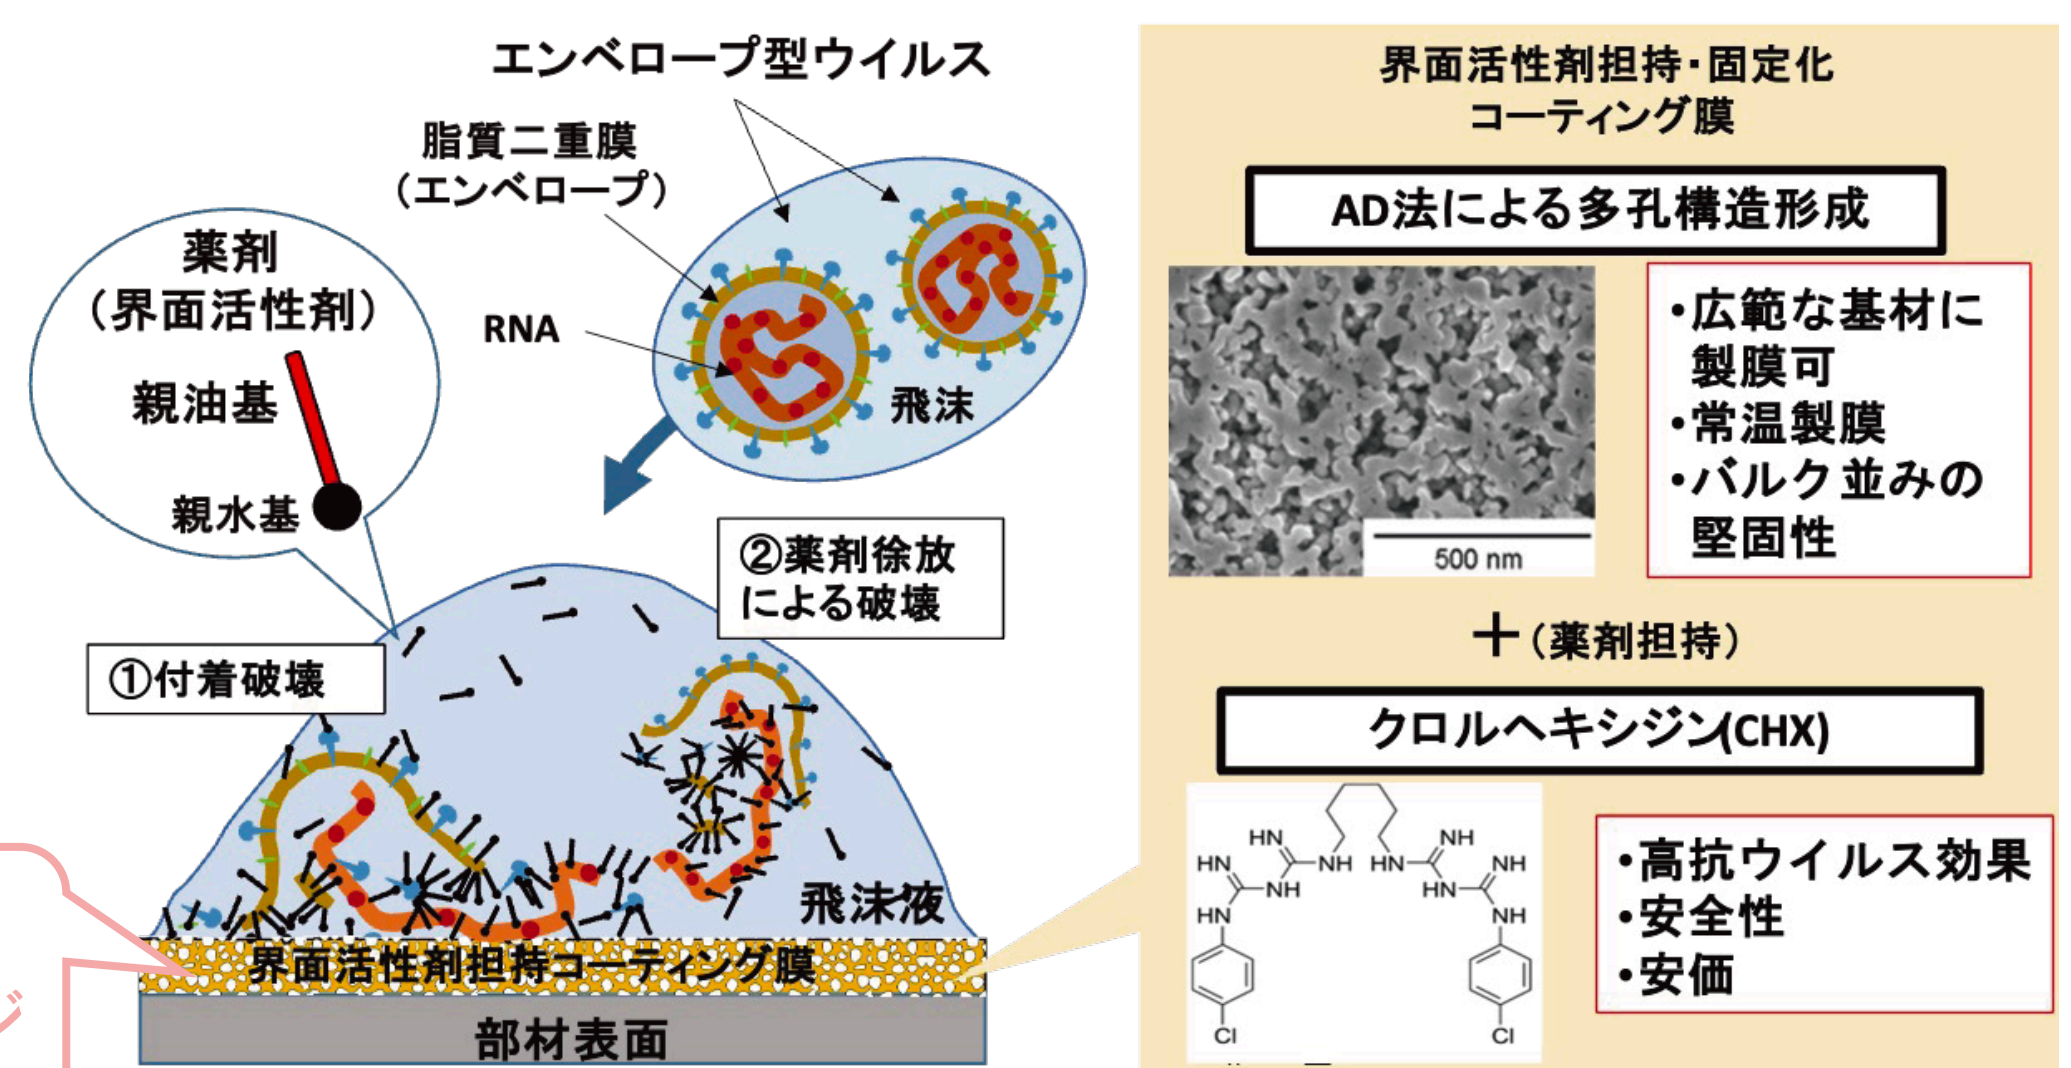 エンベロープ型ウイルス
脂質二重膜
（エンベロープ）
RNA
飛沫
薬剤
（界面活性剤）
親油基
親水基
②薬剤徐放
による破壊
①付着破壊
飛沫液
界面活性剤担持コーティング膜
部材表面
ジ
界面活性剤担持・固定化
コーティング膜
AD法による多孔構造形成
500 nm
・広範な基材に
製膜可
・常温製膜
・バルク並みの
堅固性
＋（薬剤担持）
クロルヘキシジン(CHX)
HN NH
HN NH HN NH
NH HN
HN NH
Cl Cl
・高抗ウイルス効果
・安全性
・安価